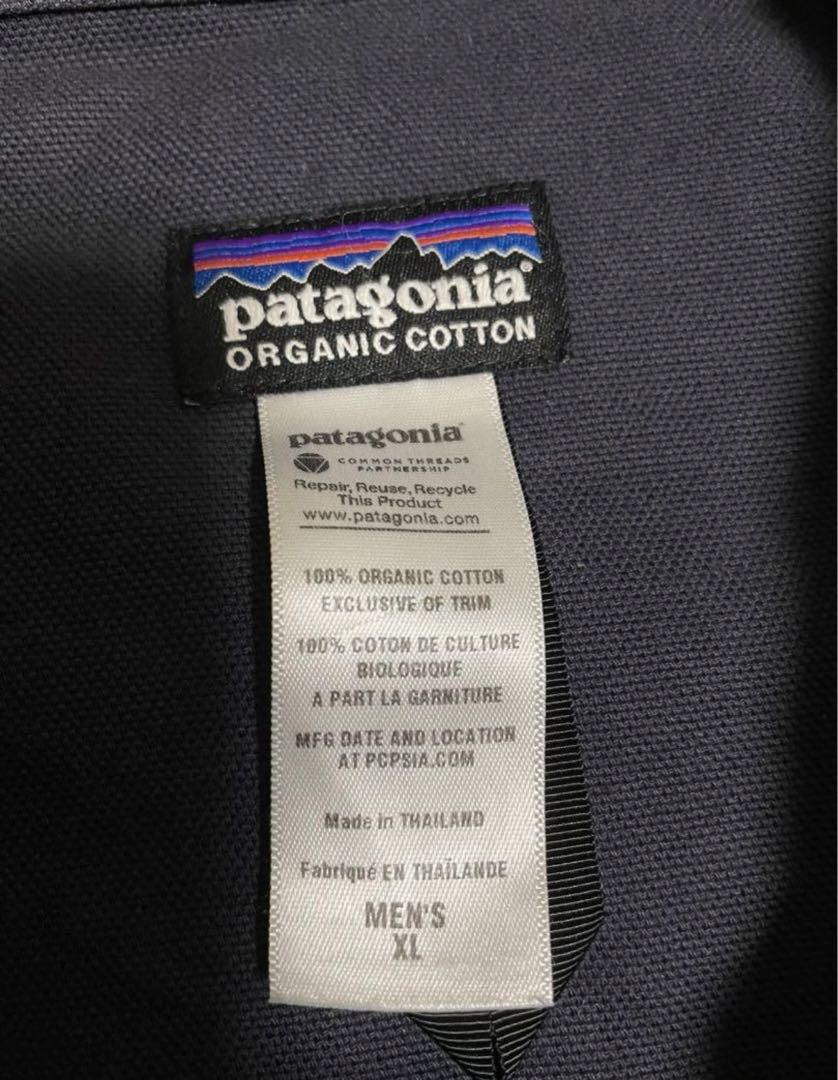 patagonia®
ORGANIC COTTON
patagonia®
COMMON THREADS
PARTNERSHIP
Repair, Reuse, Recycle
This Product
www.patagonia.com
100% ORGANIC COTTON
EXCLUSIVE OF TRIM
100% COTON DE CULTURE
BIOLOGIQUE
A PART LA GARNITURE
MFG DATE AND LOCATION
AT PCPSIA.COM
Made in THAILAND
Fabriqué EN THAÏLANDE
MEN'S
XL